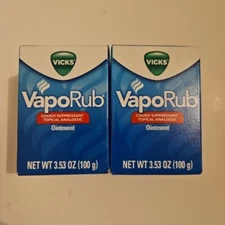 VICKS
VapoRub
COUGH SUPPRESSANT
TOPICAL ANALGESIC
Ointment
NET WT 3.53 OZ (100 g)
VICKS
VapoRub
COUGH SUPPRESSANT
TOPICAL ANALGESIC
Ointment
NET WT 3.53 OZ (100 g)